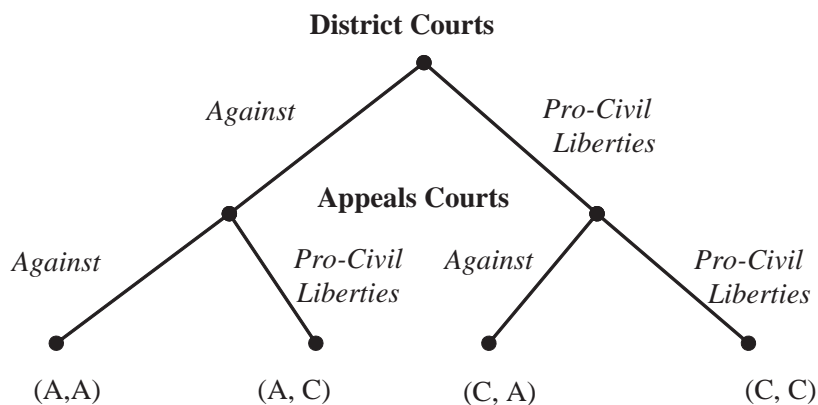 District Courts
Against
Pro-Civil
Liberties
Appeals Courts
Against
Pro-Civil
Liberties
Against
Pro-Civil
Liberties
(A,A)
(A, C)
(C, A)
(C, C)